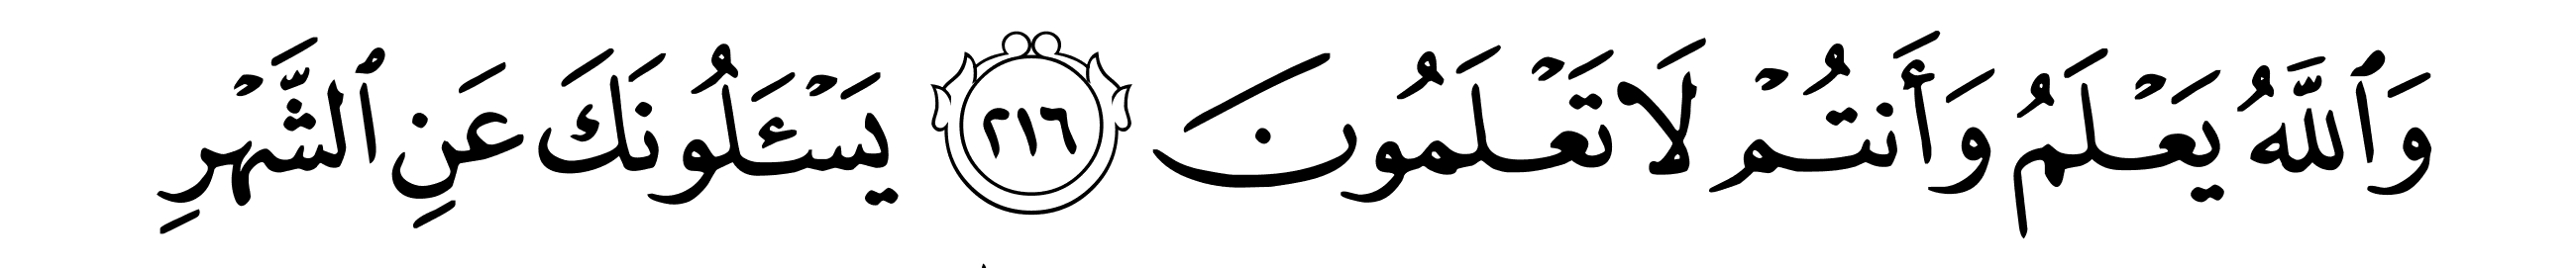 وَٱللَّهُ يَعْلَمُ وَأَنتُمْ لَا تَعْلَمُونَ ٢١٦ يَسْـَٔلُونَكَ عَنِ ٱلشَّهْرِ